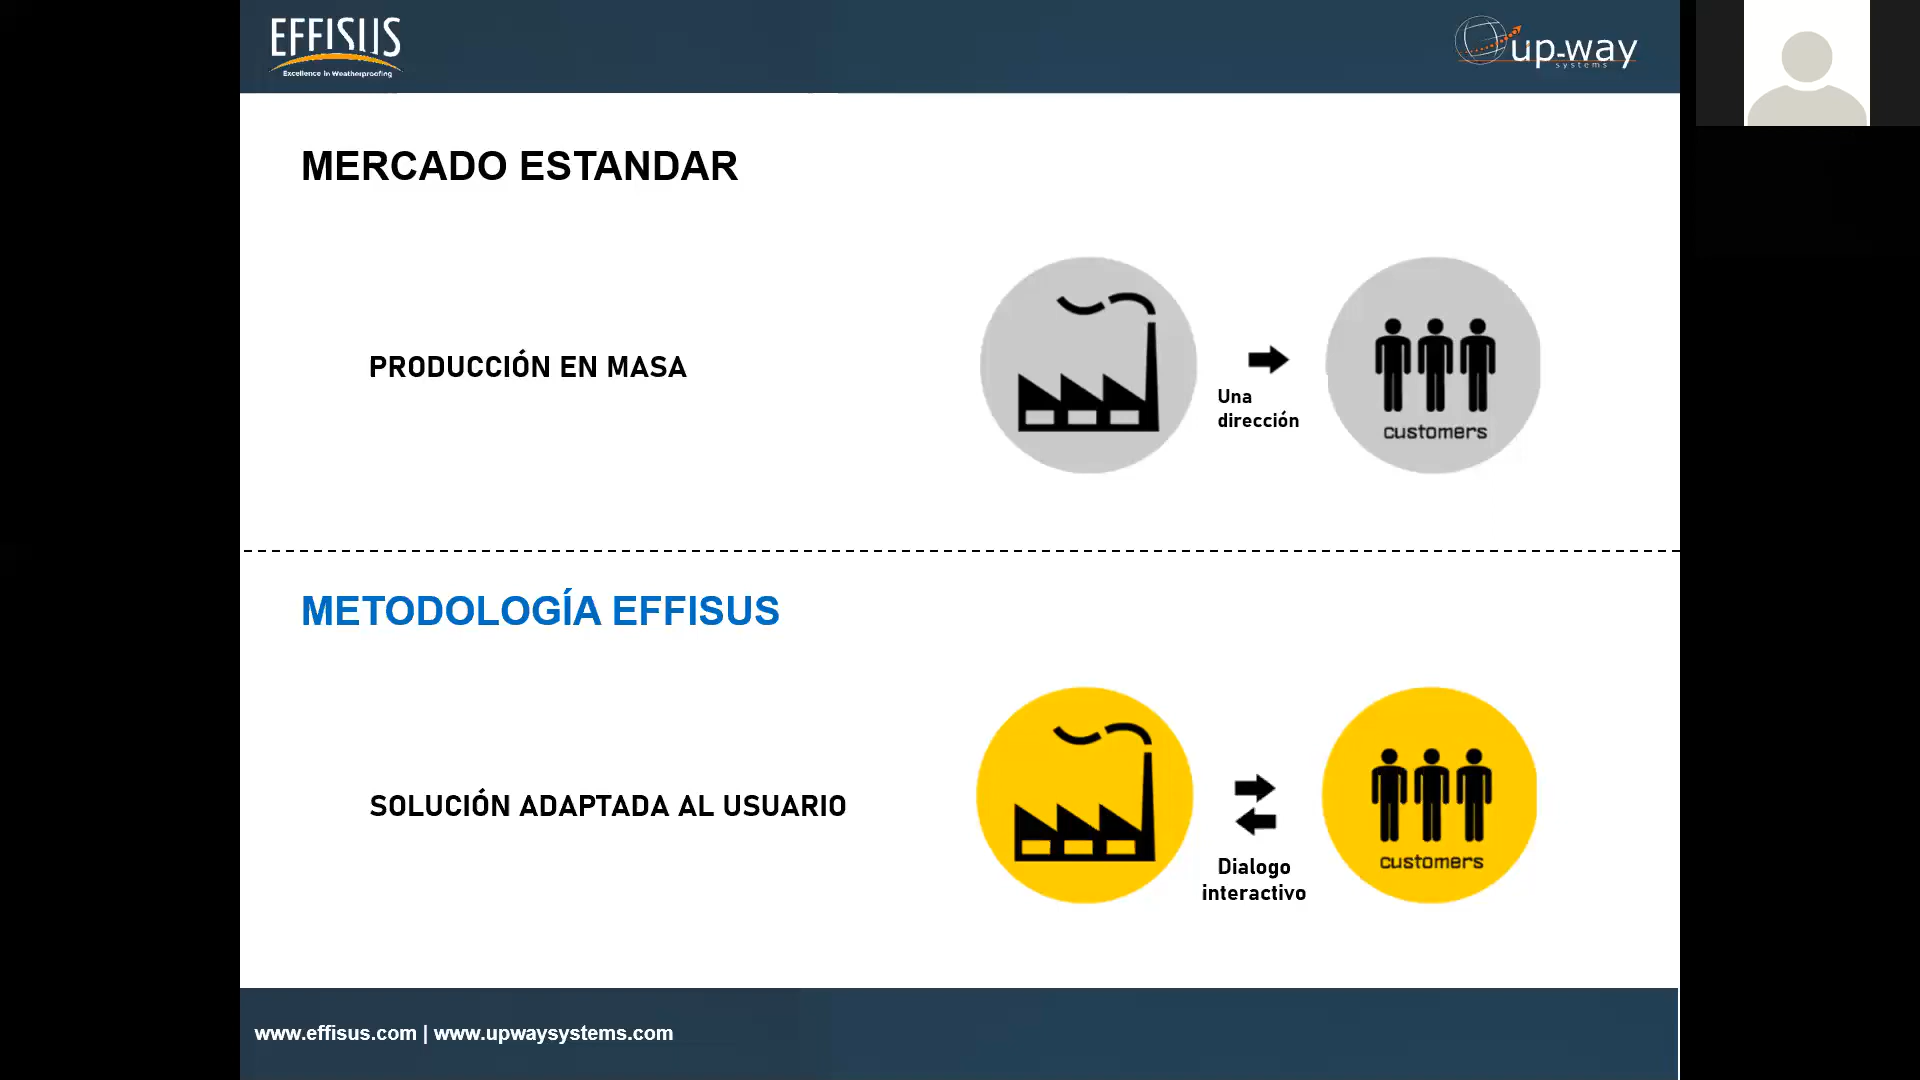 EFFISUS
Excellence in Weatherproofing
up-way
systems
MERCADO ESTANDAR
PRODUCCIÓN EN MASA
Una
dirección
customers
METODOLOGÍA EFFISUS
SOLUCIÓN ADAPTADA AL USUARIO
Dialogo
interactivo
customers
www.effisus.com | www.upwaysystems.com